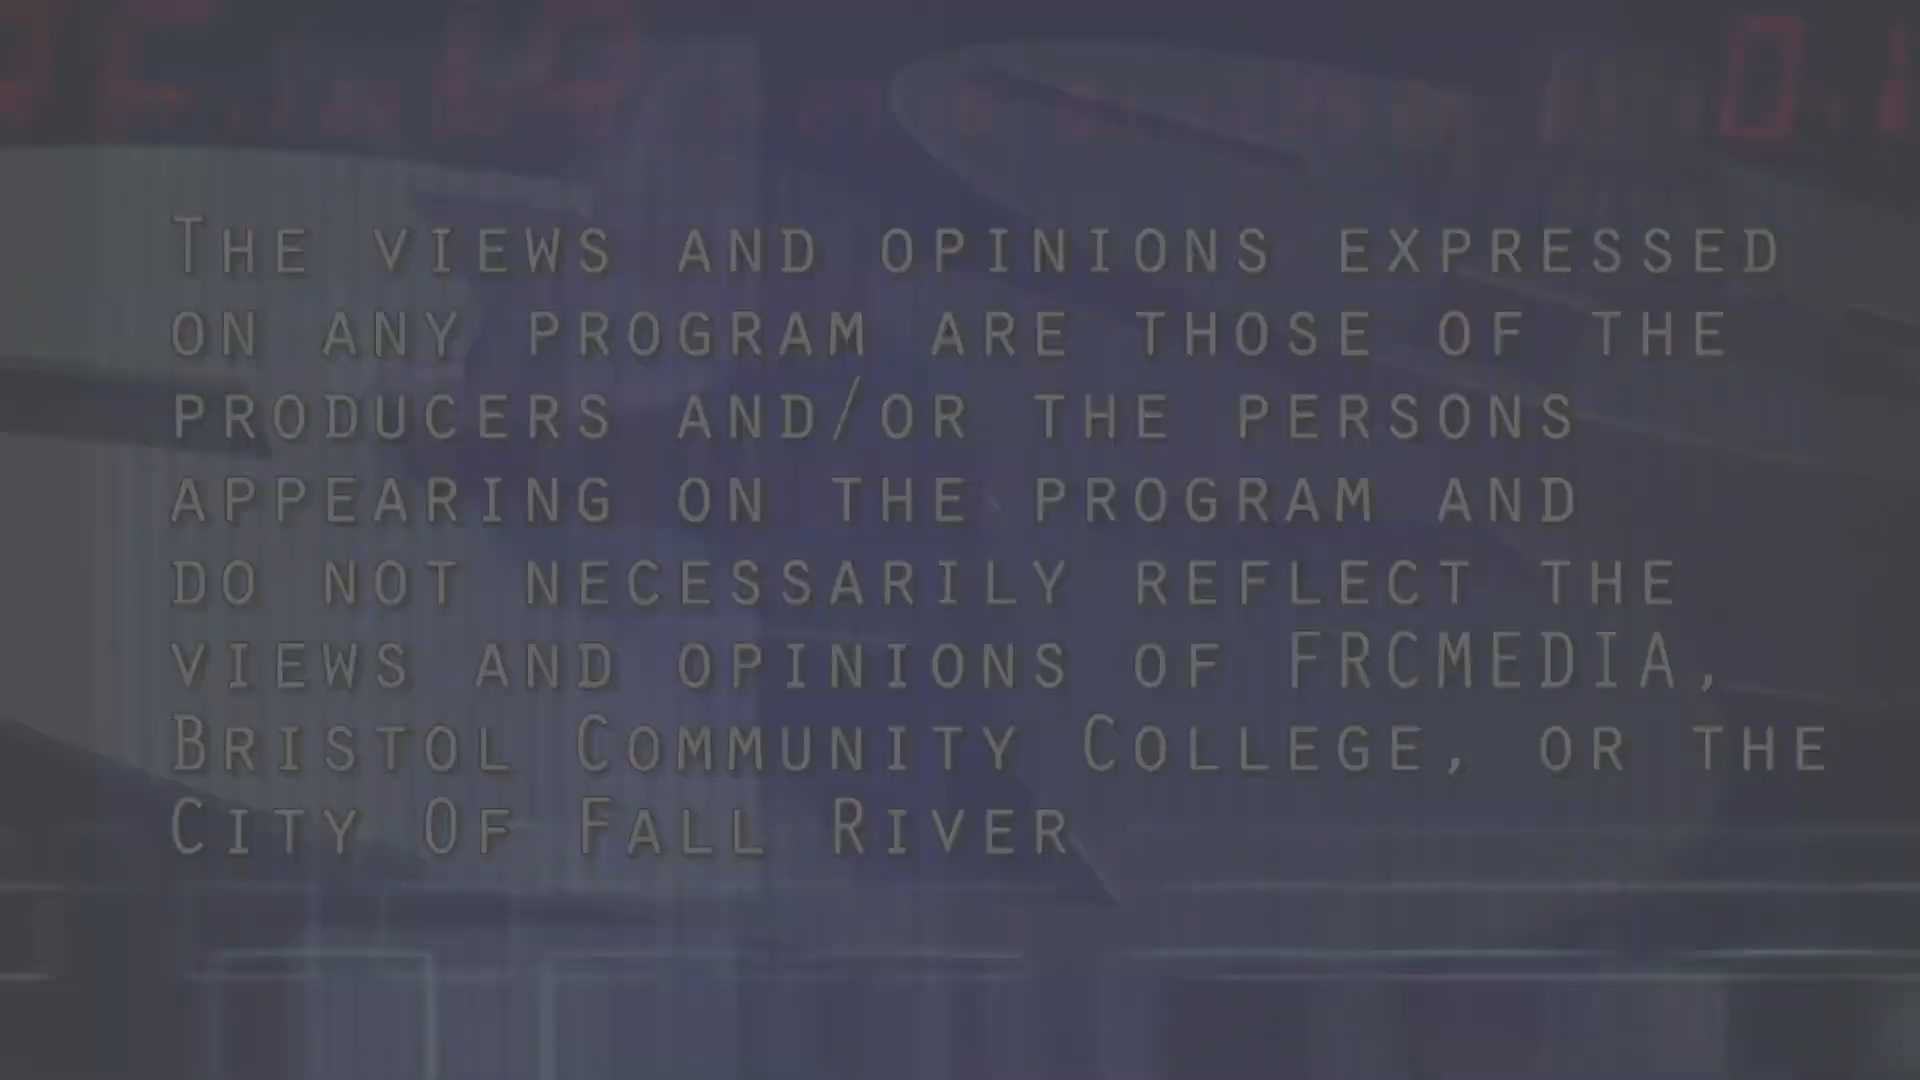 The views and opinions expressed
on any program are those of the
producers and/or the persons
appearing on the program and
do not necessarily reflect the
views and opinions of FRCMEDIA,
Bristol Community College, or the
City Of Fall River